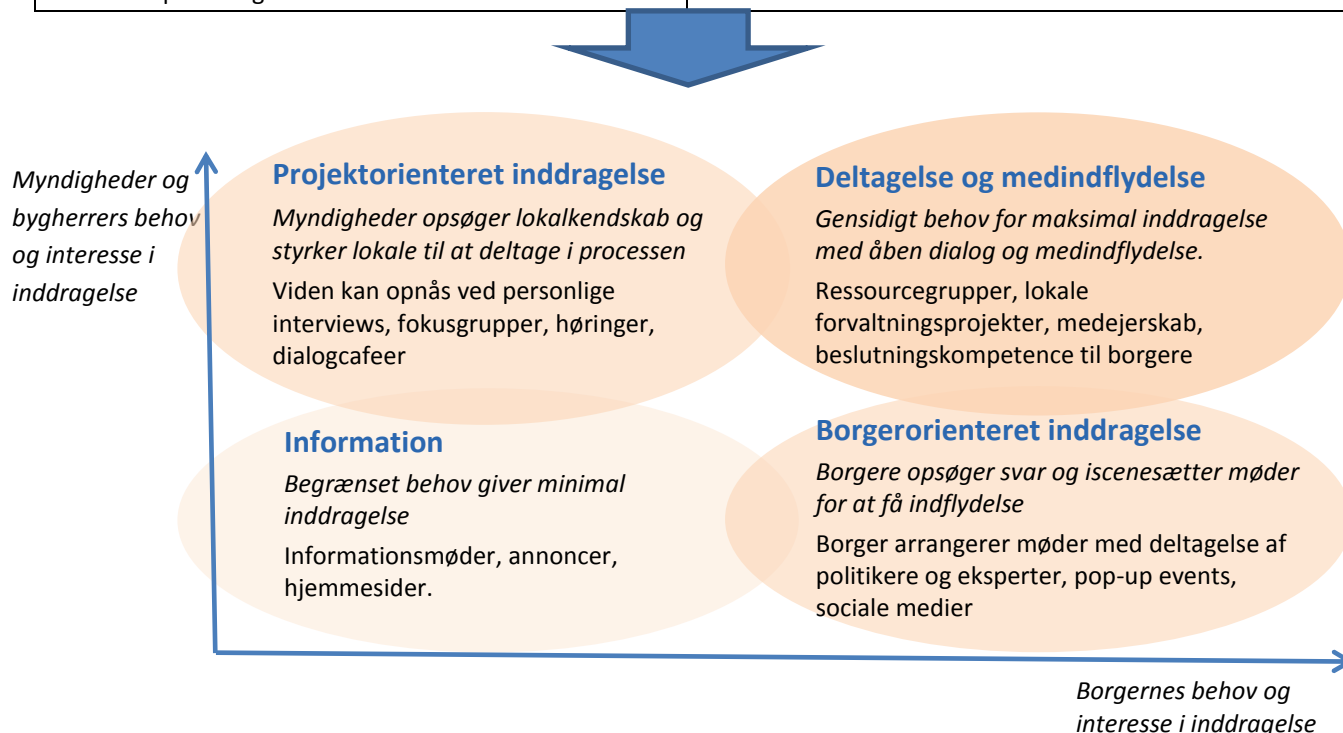 Myndigheder og
bygherrers behov
og interesse i
inddragelse
Projektorienteret inddragelse
Myndigheder opsøger lokalkendskab og
styrker lokale til at deltage i processen
Viden kan opnås ved personlige
interviews, fokusgrupper, høringer,
dialogcafeer
Deltagelse og medindflydelse
Gensidigt behov for maksimal inddragelse
med åben dialog og medindflydelse.
Ressourcegrupper, lokale
forvaltningsprojekter, medejerskab,
beslutningskompetence til borgere
Information
Begrænset behov giver minimal
inddragelse
Informationsmøder, annoncer,
hjemmesider.
Borgerorienteret inddragelse
Borgere opsøger svar og iscenesætter møder
for at få indflydelse
Borger arrangerer møder med deltagelse af
politikere og eksperter, pop-up events,
sociale medier
Borgernes behov og
interesse i inddragelse